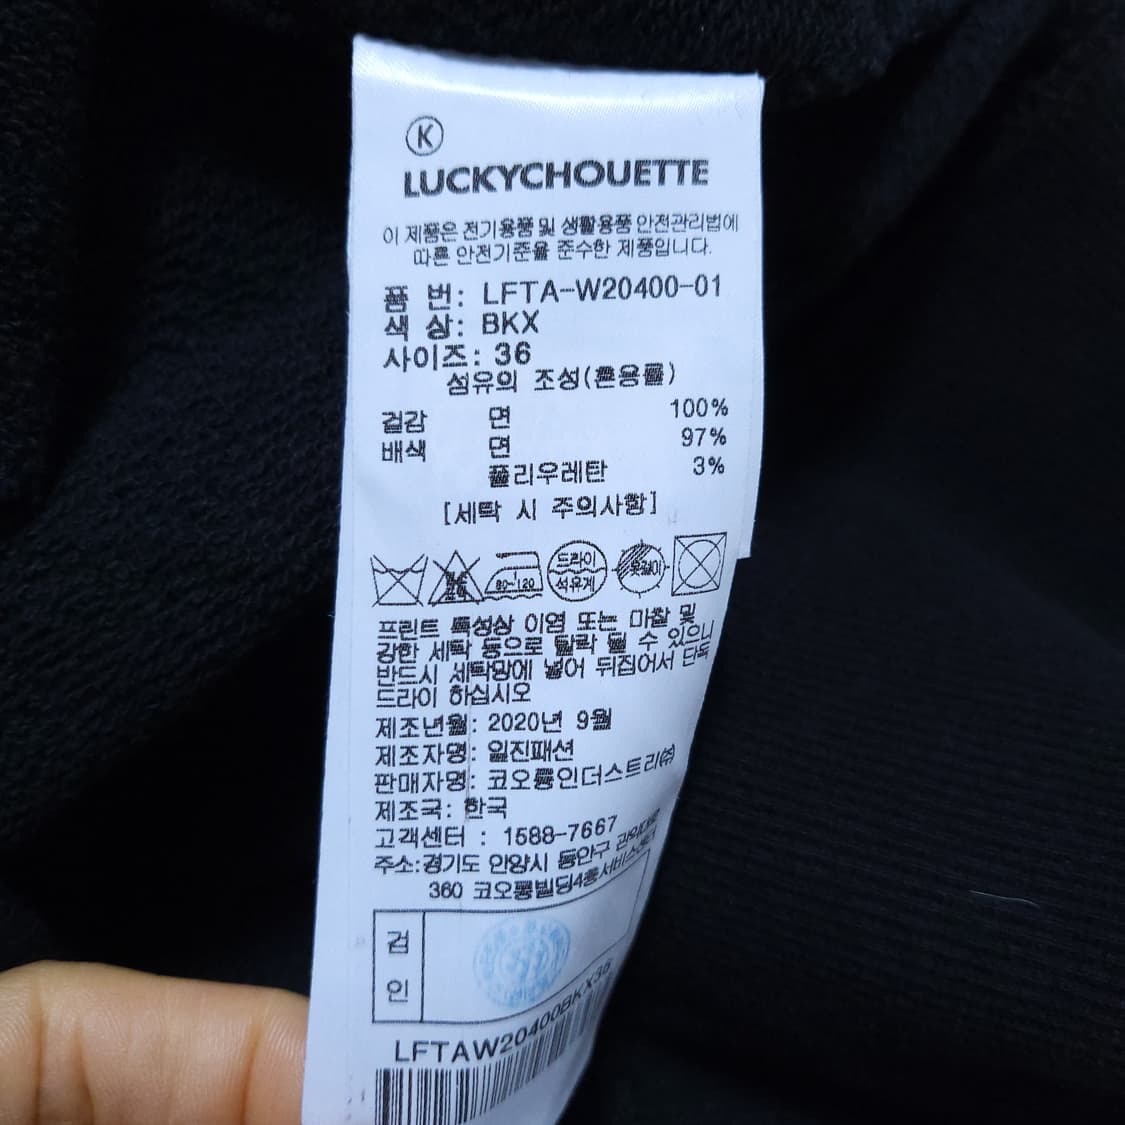 K
LUCKYCHOUETTE
이 제품은 전기용품 및 생활용품 안전관리법에
따른 안전기준을 준수한 제품입니다.
품 번: LFTA-W20400-01
색 상: BKX
사이즈: 36
섬유의 조성(혼용률)
겉감 면 100%
배색 면 97%
폴리우레탄 3%
[세탁 시 주의사항]
80~120 드라이 석유계 옷걸이
프린트 특성상 이염 또는 마찰 및
강한 세탁 등으로 탈락 될 수 있으니
반드시 세탁망에 넣어 뒤집어서 단독
드라이 하십시오
제조년월: 2020년 9월
제조자명: 일진패션
판매자명: 코오롱인더스트리㈜
제조국: 한국
고객센터 : 1588-7667
주소:경기도 안양시 동안구
360 코오롱빌딩4층서비스센터
검
인
LFTAW20400BKX36